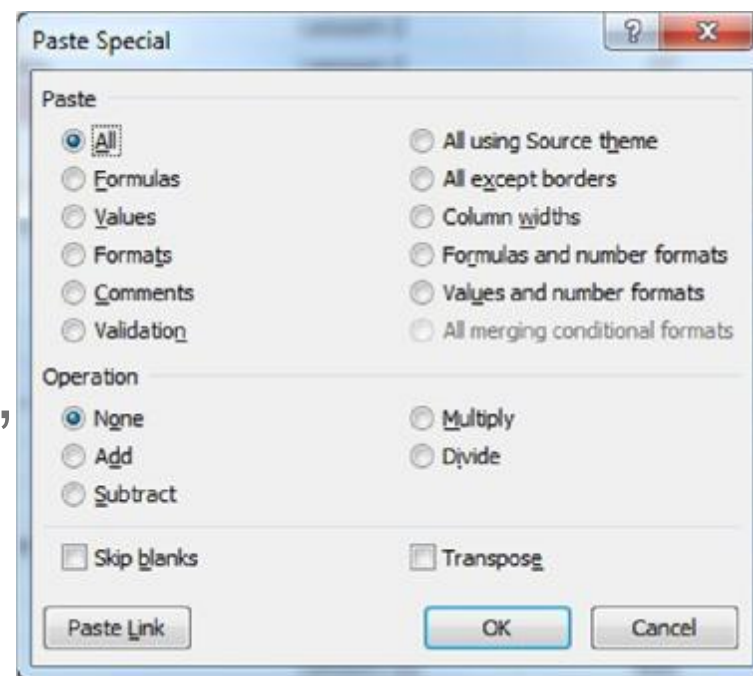 Paste Special
Paste
All
All using Source theme
Formulas
All except borders
Values
Column widths
Formats
Formulas and number formats
Comments
Values and number formats
Validation
All merging conditional formats
Operation
None
Multiply
Add
Divide
Subtract
Skip blanks
Transpose
Paste Link
OK
Cancel
,